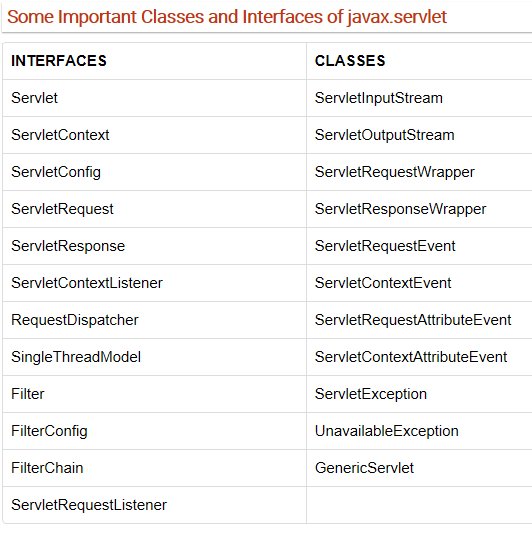 Some Important Classes and Interfaces of javax.servlet
INTERFACES CLASSES
Servlet ServletInputStream
ServletContext ServletOutputStream
ServletConfig ServletRequestWrapper
ServletRequest ServletResponseWrapper
ServletResponse ServletRequestEvent
ServletContextListener ServletContextEvent
RequestDispatcher ServletRequestAttributeEvent
SingleThreadModel ServletContextAttributeEvent
Filter ServletException
FilterConfig UnavailableException
FilterChain GenericServlet
ServletRequestListener